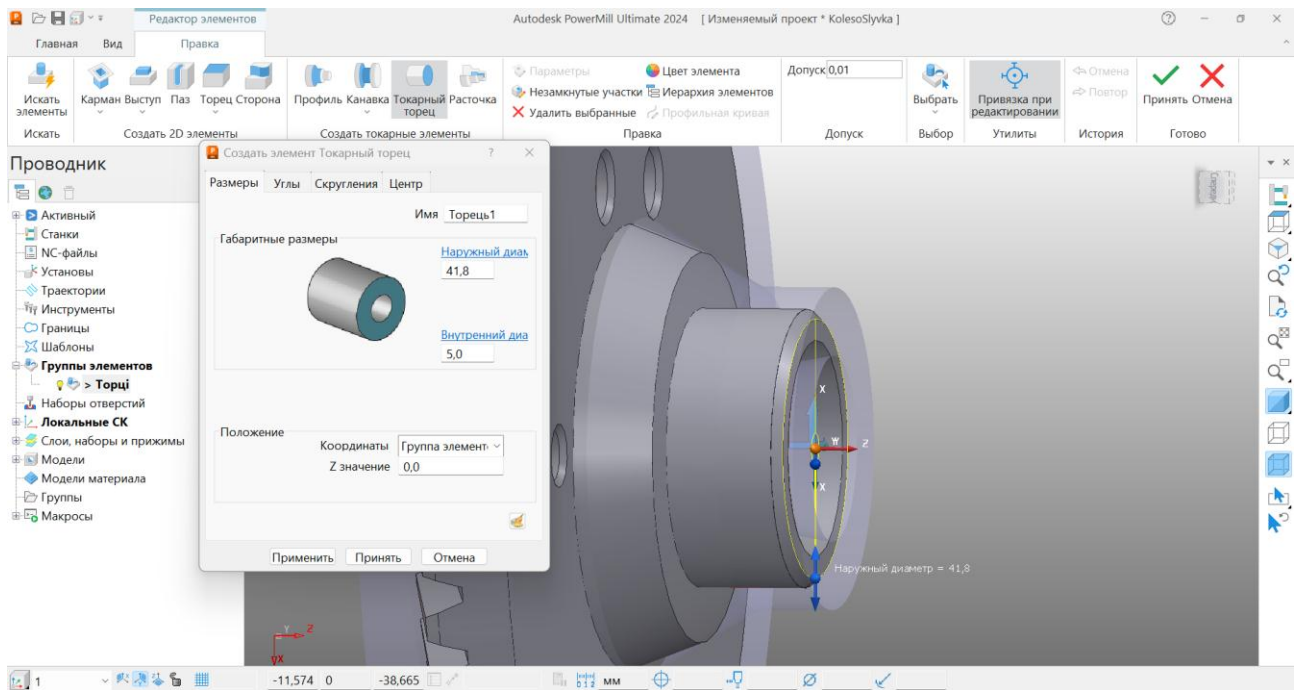 Редактор элементов
Autodesk PowerMill Ultimate 2024 [ Изменяемый проект * KolesoSlyvka ]
Главная Вид Правка
Искать элементы
Карман Выступ Паз Торец Сторона
Профиль Канавка Токарный торец Расточка
Параметры
Цвет элемента
Незамкнутые участки
Иерархия элементов
Удалить выбранные
Профильная кривая
Допуск 0,01
Выбрать
Привязка при редактировании
Отмена
Повтор
Принять Отмена
Искать
Создать 2D элементы
Создать токарные элементы
Правка
Допуск
Выбор
Утилиты
История
Готово
Проводник
Активный
Станки
NC-файлы
Установы
Траектории
Инструменты
Границы
Шаблоны
Группы элементов
> Торці
Наборы отверстий
Локальные СК
Слои, наборы и прижимы
Модели
Модели материала
Группы
Макросы
Создать элемент Токарный торец ? ×
Размеры Углы Скругления Центр
Имя Торець1
Габаритные размеры
Наружный диам
41,8
Внутренний диа
5,0
Положение
Координаты Группа элемент
Z значение 0,0
Применить Принять Отмена
X
Z
X
Наружный диаметр = 41,8
Y Z
X
1 -11,574 0 -38,665 мм